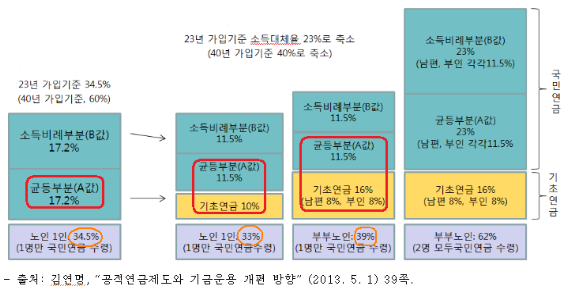 23년 가입기준 소득대체율 23%로 축소
(40년 가입기준 40%로 축소)
23년 가입기준 34.5%
(40년 가입기준, 60%)
소득비례부분(B값)
17.2%
균등부분(A값)
17.2%
노인 1인: 34.5%
(1명만 국민연금 수령)
소득비례부분(B값)
11.5%
균등부분(A값)
11.5%
기초연금 10%
노인 1인: 33%
(1명만 국민연금수령)
소득비례부분(B값)
11.5%
균등부분(A값)
11.5%
기초연금 16%
(남편 8%, 부인 8%)
부부노인: 39%
(1명만 국민연금 수령)
소득비례부분(B값)
23%
(남편, 부인 각각11.5%)
균등부분(A값)
23%
(남편, 부인 각각11.5%)
기초연금 16%
(남편 8%, 부인 8%)
부부노인: 62%
(2명 모두국민연금 수령)
국민연금
기초연금
- 출처: 김연명, "공적연금제도와 기금운용 개편 방향" (2013. 5. 1) 39쪽.